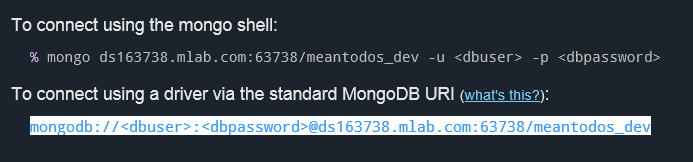 To connect using the mongo shell:
% mongo ds163738.mlab.com:63738/meantodos_dev -u <dbuser> -p <dbpassword>
To connect using a driver via the standard MongoDB URI (what's this?):
mongodb://<dbuser>:<dbpassword>@ds163738.mlab.com:63738/meantodos_dev